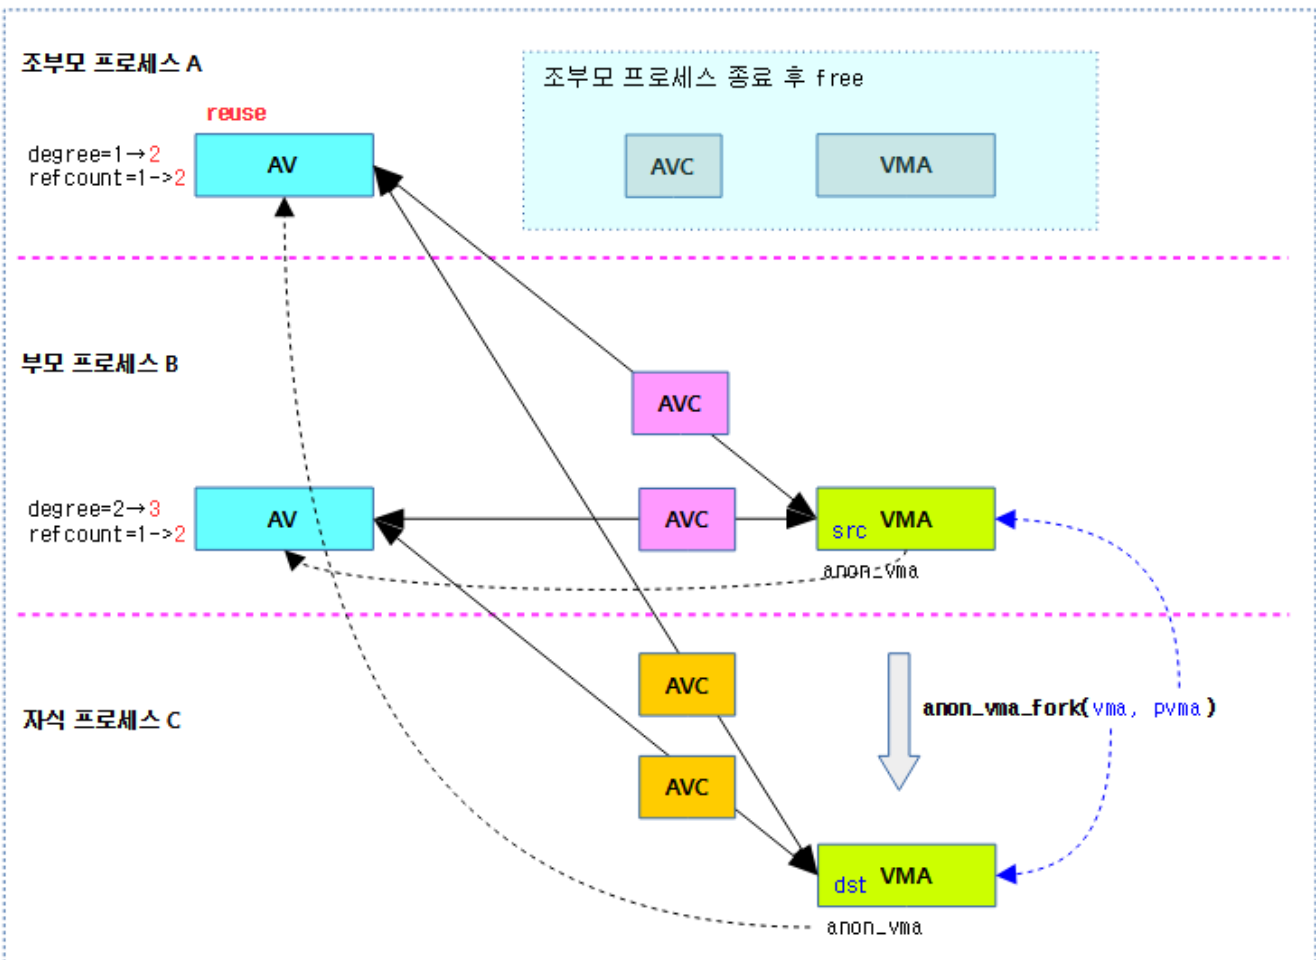 조부모 프로세스 A
조부모 프로세스 종료 후 free
reuse
degree=1→2
refcount=1->2
AV
AVC
VMA
부모 프로세스 B
AVC
degree=2→3
refcount=1->2
AV
AVC
src VMA
anon_vma
자식 프로세스 C
AVC
anon_vma_fork(vma, pvma)
AVC
dst VMA
anon_vma